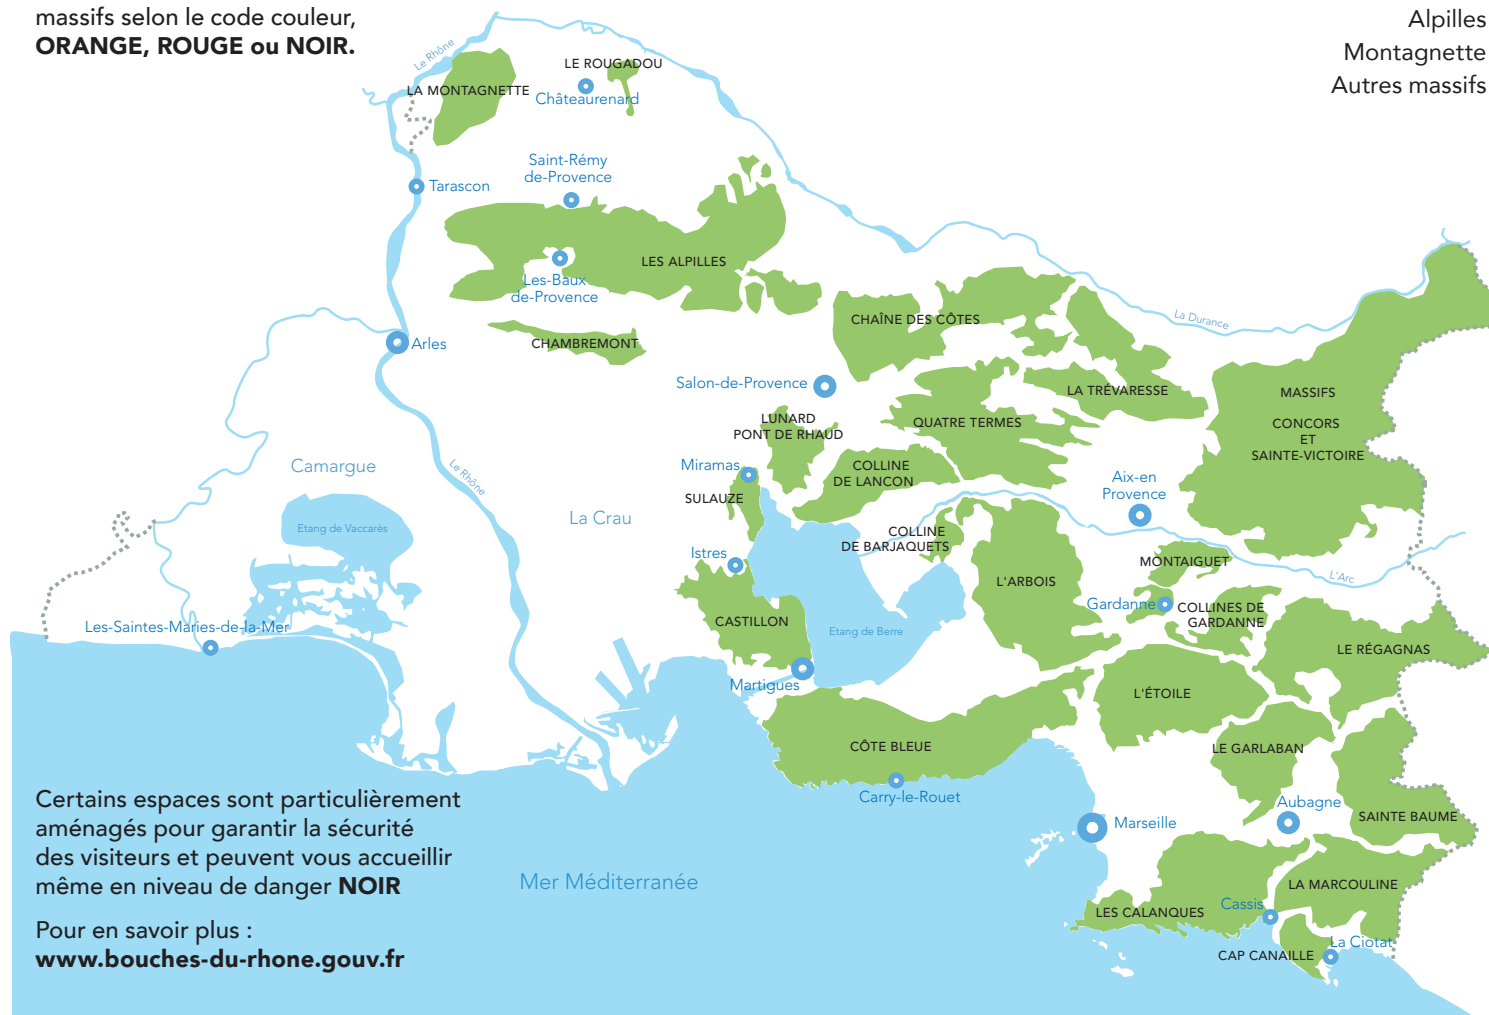 massifs selon le code couleur,
ORANGE, ROUGE ou NOIR.
Alpilles
Montagnette
Autres massifs
Le Rhône
LE ROUGADOU
LA MONTAGNETTE
Châteaurenard
Saint-Rémy
de-Provence
Tarascon
LES ALPILLES
Les-Baux
de-Provence
La Durance
CHAÎNE DES CÔTES
Arles
CHAMBREMONT
Salon-de-Provence
LA TRÉVARESSE
MASSIFS
CONCORS
ET
SAINTE-VICTOIRE
LUNARD
PONT DE RHAUD
QUATRE TERMES
Camargue
Le Rhône
Miramas
COLLINE
DE LANCON
SULAUZE
Aix-en
Provence
Etang de Vaccarès
La Crau
COLLINE
DE BARJAQUETS
Istres
L'ARBOIS
MONTAIGUET
L'Arc
Gardanne
COLLINES DE
GARDANNE
Les-Saintes-Maries-de-la-Mer
CASTILLON
Etang de Berre
LE RÉGAGNAS
Martigues
L'ÉTOILE
CÔTE BLEUE
LE GARLABAN
Carry-le-Rouet
Aubagne
Marseille
SAINTE BAUME
Certains espaces sont particulièrement
aménagés pour garantir la sécurité
des visiteurs et peuvent vous accueillir
même en niveau de danger NOIR
Mer Méditerranée
LA MARCOULINE
Cassis
LES CALANQUES
Pour en savoir plus :
www.bouches-du-rhone.gouv.fr
La Ciotat
CAP CANAILLE